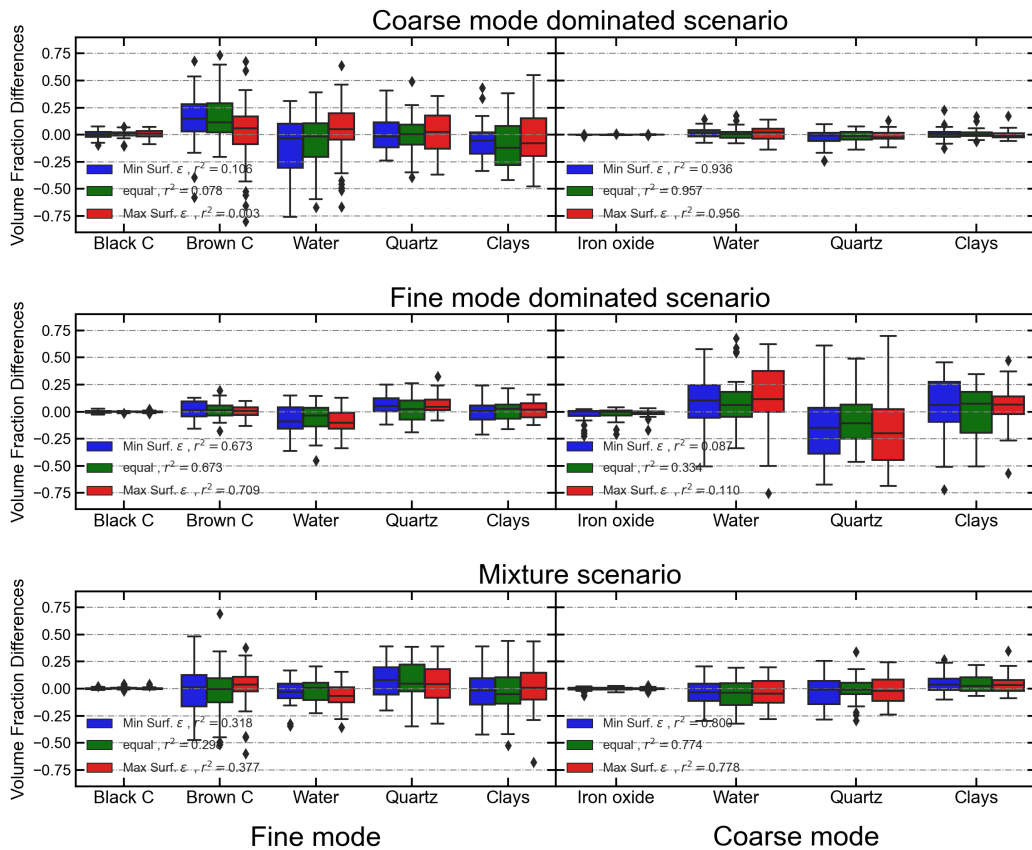 Coarse mode dominated scenario
Volume Fraction Differences
0.75
0.50
0.25
0.00
−0.25
−0.50
−0.75
Min Surf. ε , r² = 0.106
equal , r² = 0.078
Max Surf. ε , r² = 0.003
Min Surf. ε , r² = 0.936
equal , r² = 0.957
Max Surf. ε , r² = 0.956
Black C Brown C Water Quartz Clays Iron oxide Water Quartz Clays
Fine mode dominated scenario
Volume Fraction Differences
0.75
0.50
0.25
0.00
−0.25
−0.50
−0.75
Min Surf. ε , r² = 0.673
equal , r² = 0.673
Max Surf. ε , r² = 0.709
Min Surf. ε , r² = 0.087
equal , r² = 0.334
Max Surf. ε , r² = 0.110
Black C Brown C Water Quartz Clays Iron oxide Water Quartz Clays
Mixture scenario
Volume Fraction Differences
0.75
0.50
0.25
0.00
−0.25
−0.50
−0.75
Min Surf. ε , r² = 0.318
equal , r² = 0.29
Max Surf. ε , r² = 0.377
Min Surf. ε , r² = 0.800
equal , r² = 0.774
Max Surf. ε , r² = 0.778
Black C Brown C Water Quartz Clays Iron oxide Water Quartz Clays
Fine mode Coarse mode